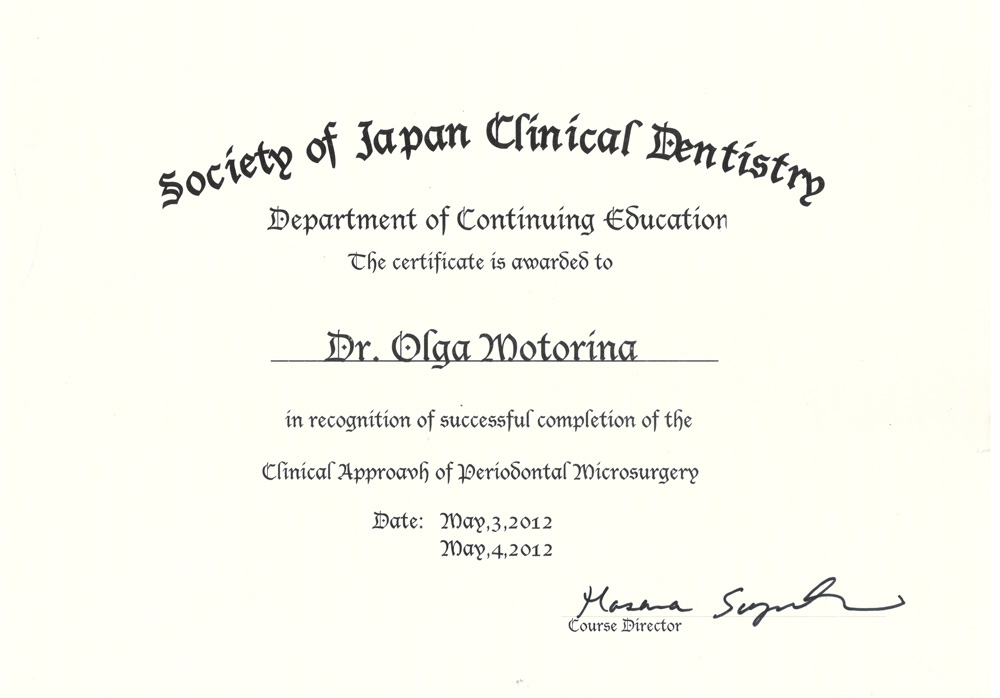 Society of Japan Clinical Dentistry
Department of Continuing Education
The certificate is awarded to
Dr. Olga Motorina
in recognition of successful completion of the
Clinical Approavh of Periodontal Microsurgery
Date: May,3,2012
May,4,2012
Course Director